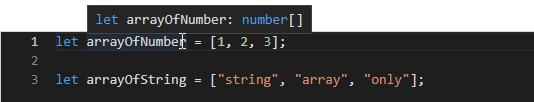 let arrayOfNumber: number[]
1 let arrayOfNumber = [1, 2, 3];
2
3 let arrayOfString = ["string", "array", "only"];